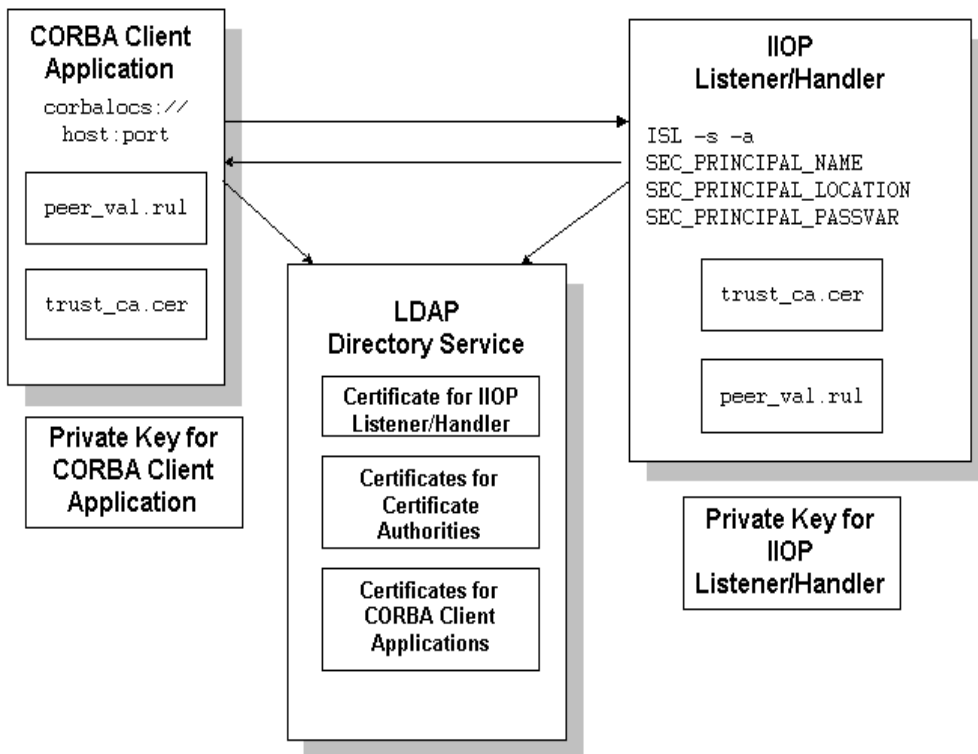 CORBA Client
Application
corbalocs://
host:port
peer_val.rul
trust_ca.cer
Private Key for
CORBA Client
Application
LDAP
Directory Service
Certificate for IIOP
Listener/Handler
Certificates for
Certificate
Authorities
Certificates for
CORBA Client
Applications
IIOP
Listener/Handler
ISL -s -a
SEC_PRINCIPAL_NAME
SEC_PRINCIPAL_LOCATION
SEC_PRINCIPAL_PASSVAR
trust_ca.cer
peer_val.rul
Private Key for
IIOP
Listener/Handler